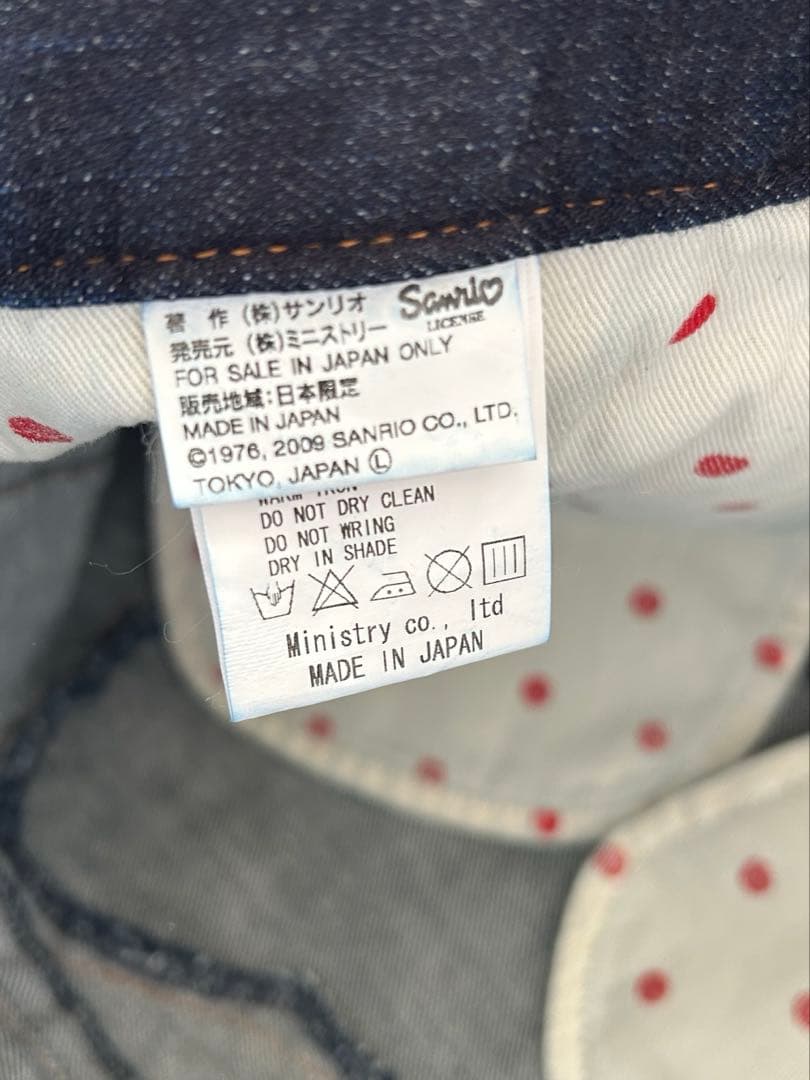 著 作 (株)サンリオ Sanrio
LICENSE
発売元 (株)ミニストリー
FOR SALE IN JAPAN ONLY
販売地域:日本限定
MADE IN JAPAN
©1976, 2009 SANRIO CO., LTD.
TOKYO, JAPAN Ⓛ
WARM IRON
DO NOT DRY CLEAN
DO NOT WRING
DRY IN SHADE
Ministry co., ltd
MADE IN JAPAN